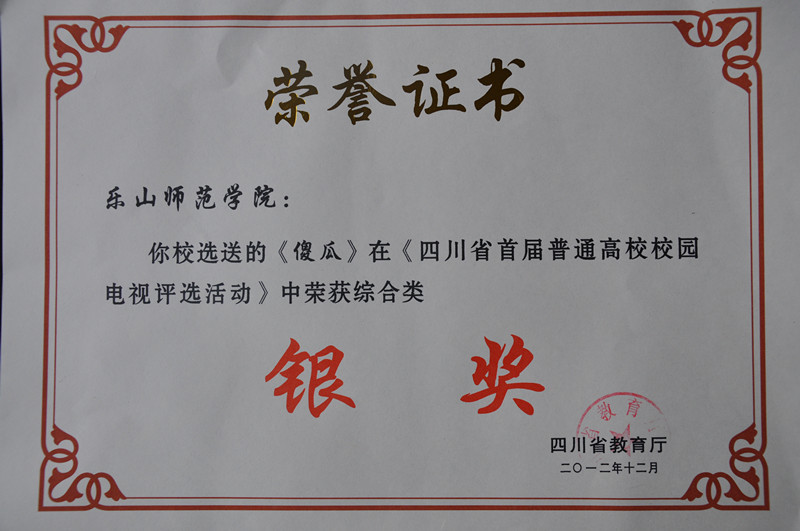 荣誉证书
乐山师范学院：
你校选送的《傻瓜》在《四川省首届普通高校校园
电视评选活动》中荣获综合类
银 奖
教育
四川省教育厅
二〇一二年十二月